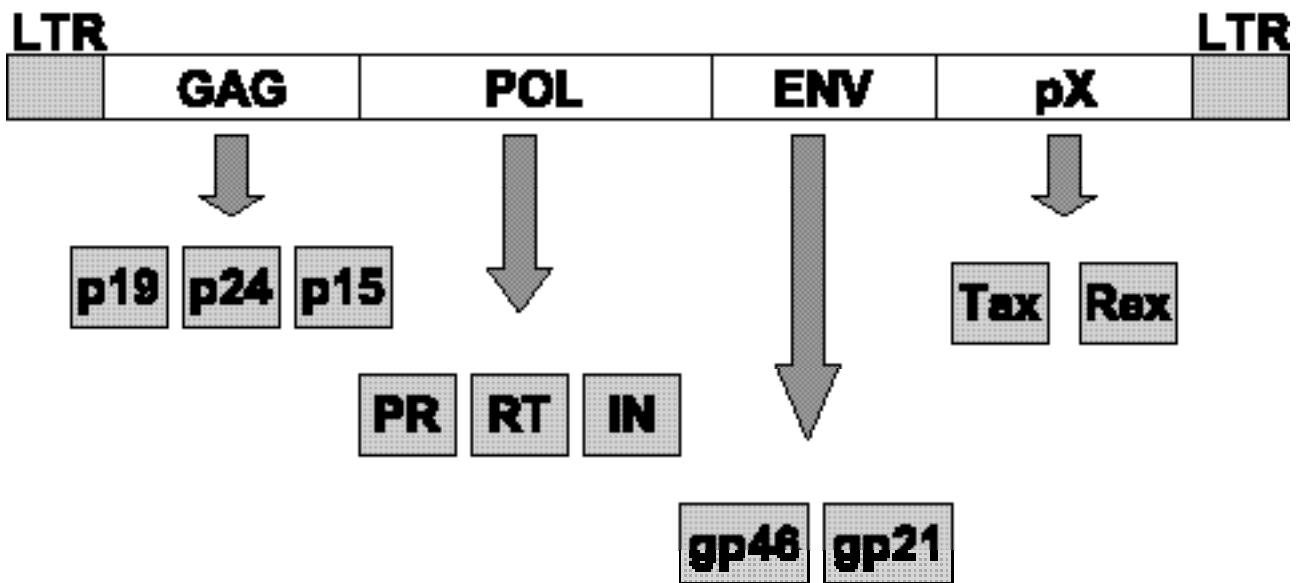 LTR LTR
GAG POL ENV pX
p19 p24 p15
Tax Rex
PR RT IN
gp46 gp21